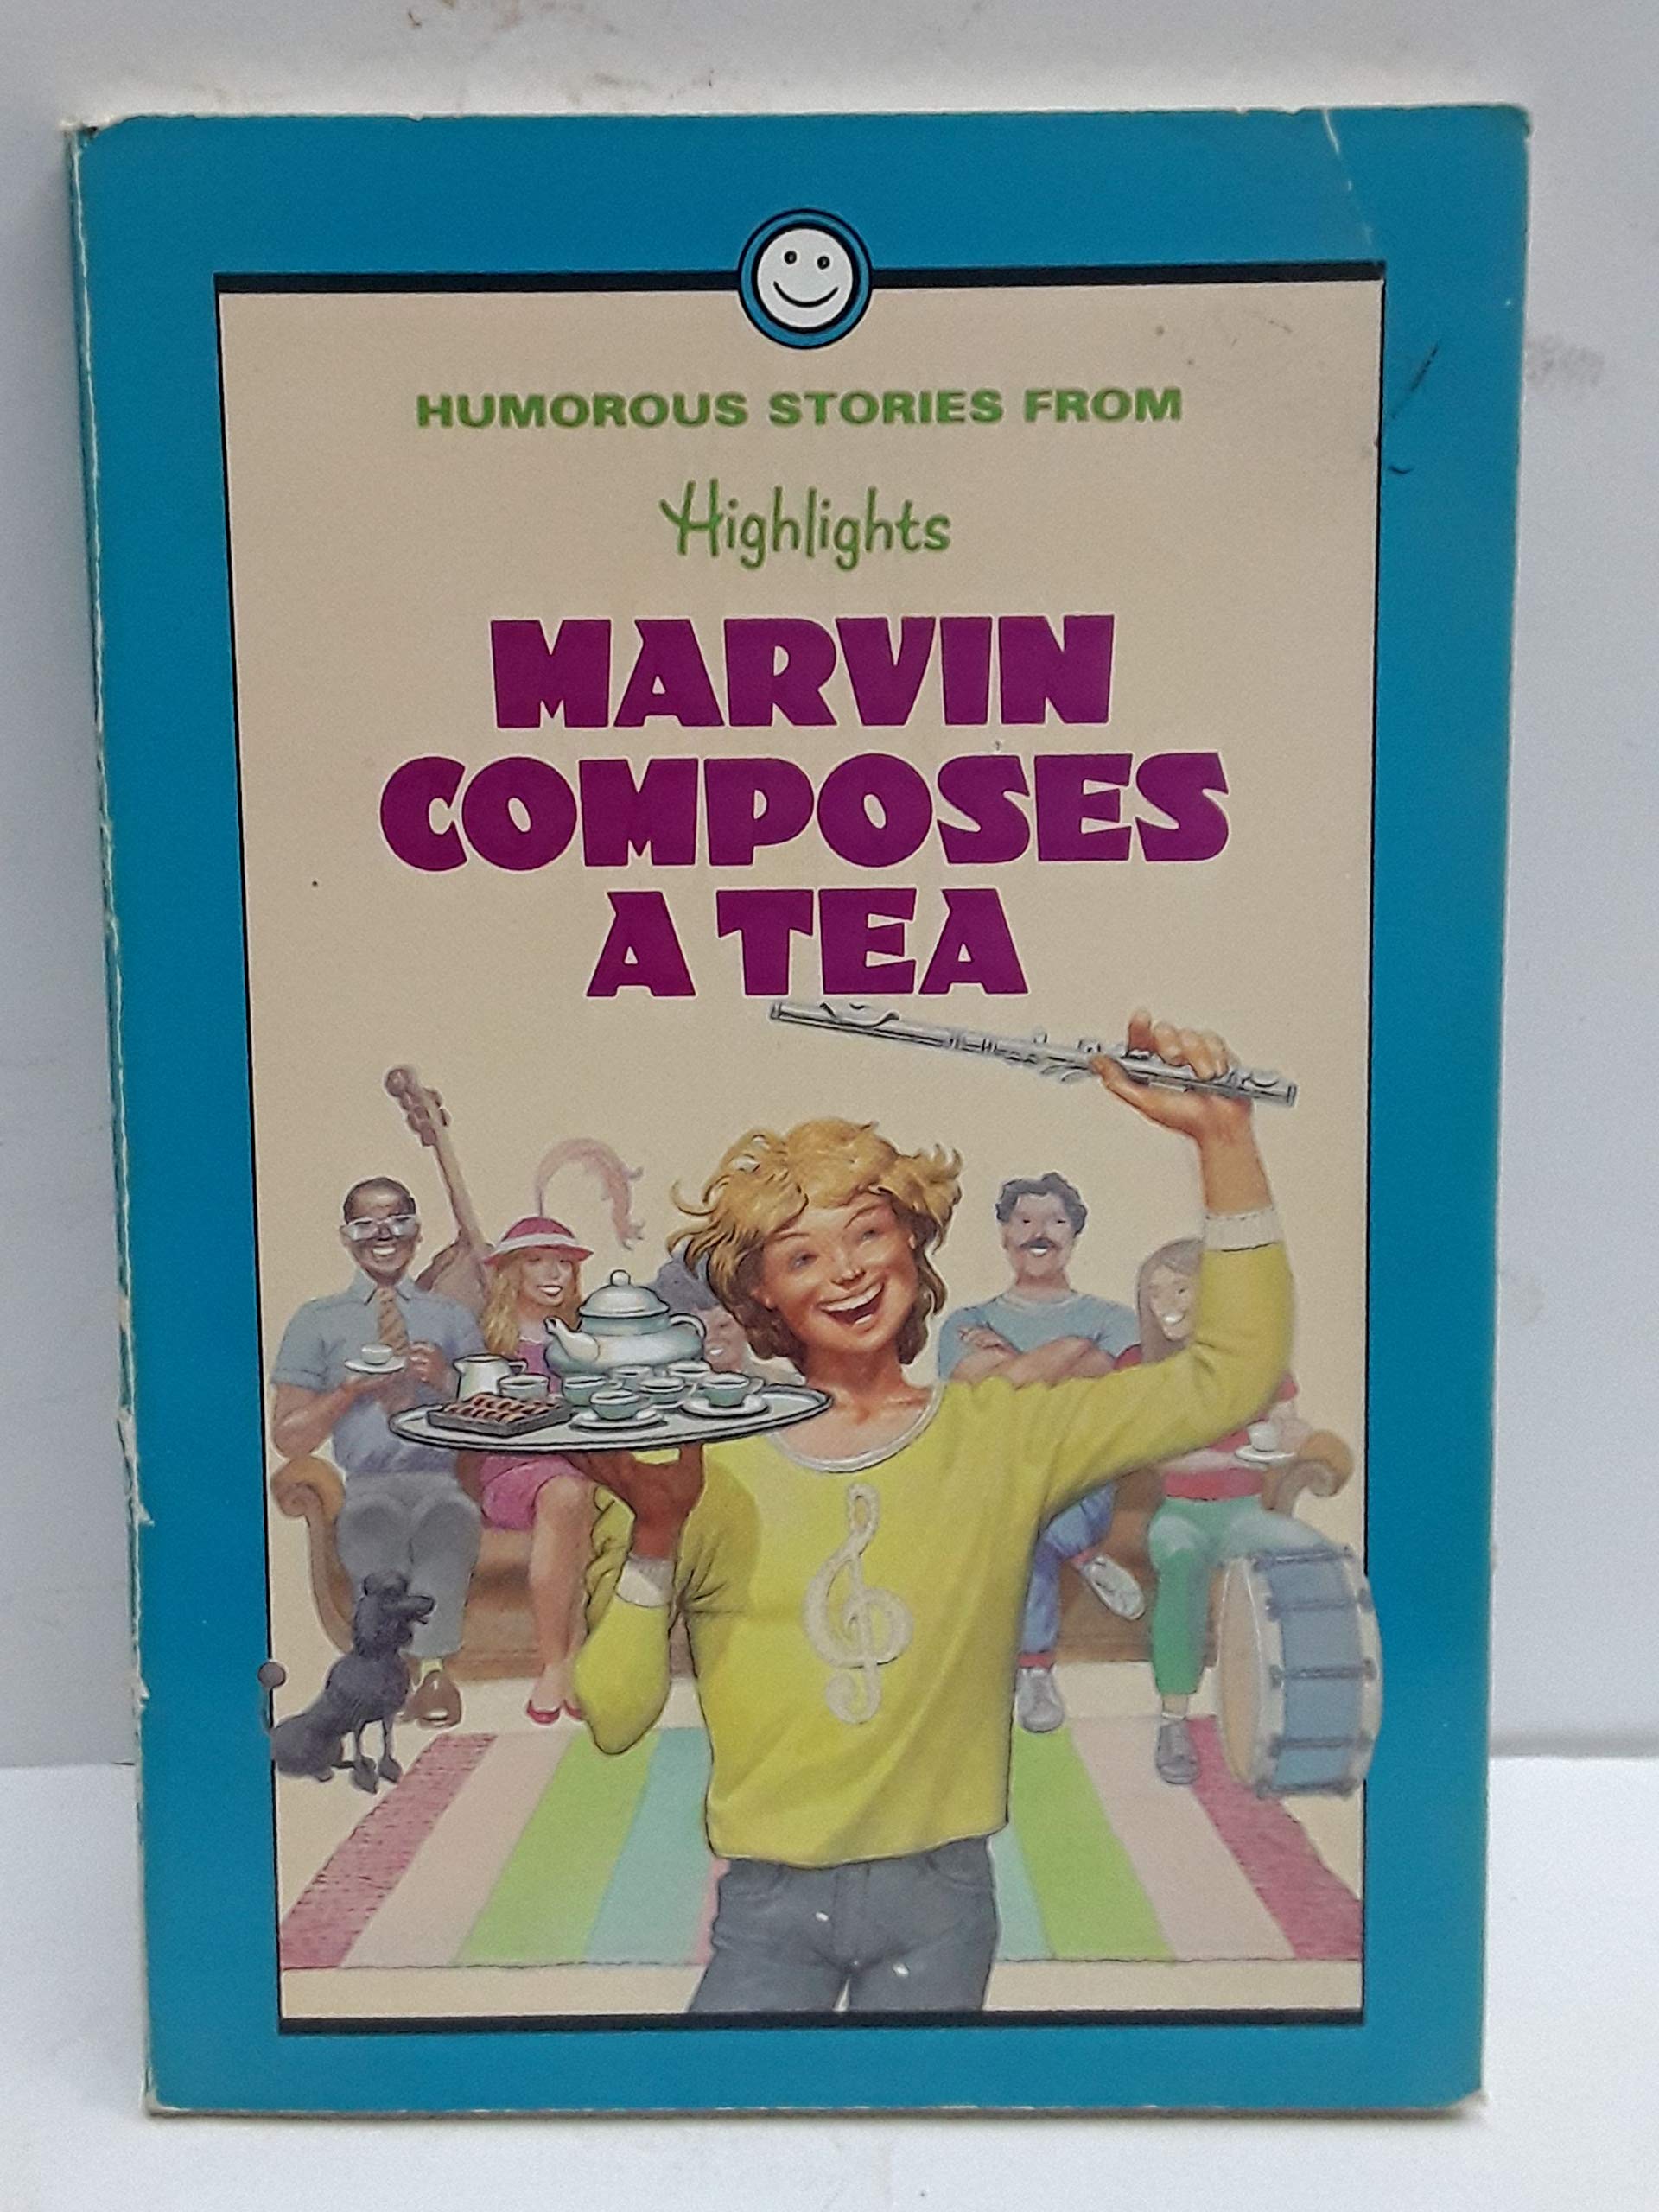 HUMOROUS STORIES FROM
Highlights
MARVIN
COMPOSES
A TEA